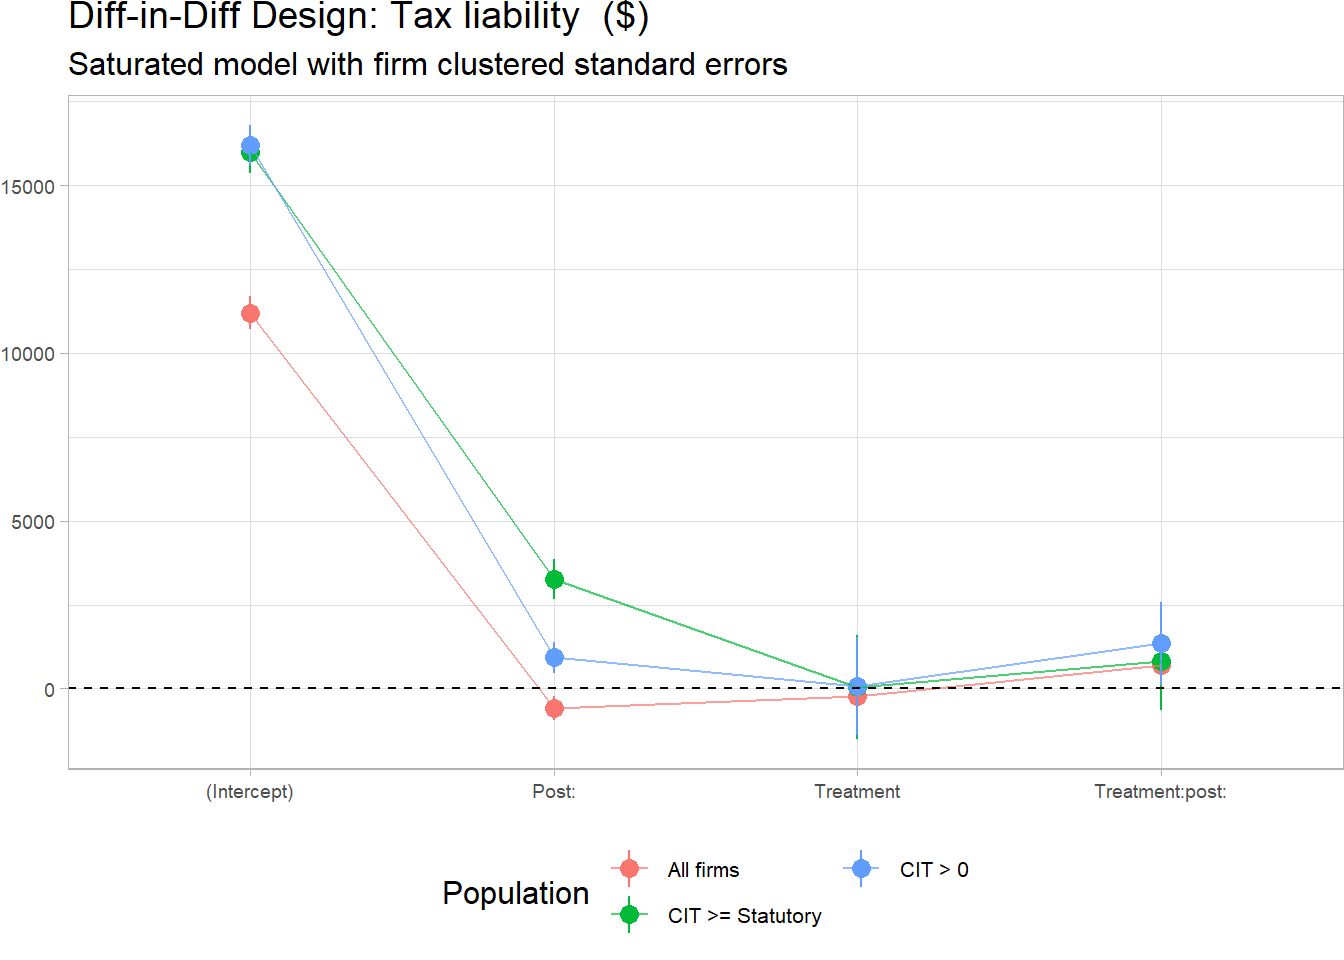 Diff-in-Diff Design: Tax liability  ($)
Saturated model with firm clustered standard errors
15000
10000
5000
0
(Intercept)
Post:
Treatment
Treatment:post:
Population
All firms
CIT > 0
CIT >= Statutory